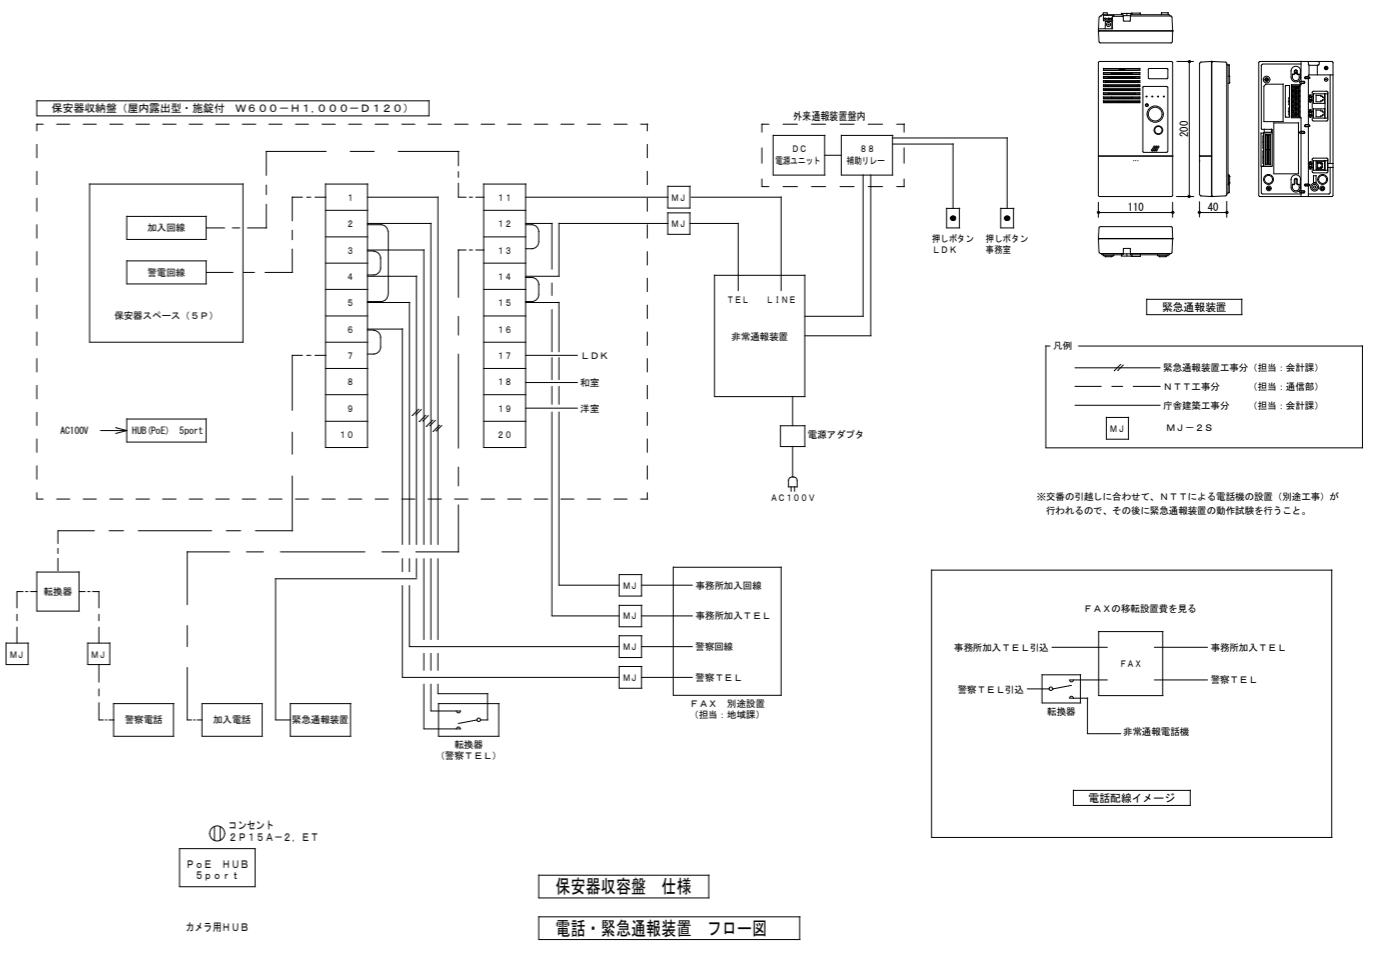 保安器収納盤（屋内露出型・施錠付　Ｗ６００－Ｈ１,０００－Ｄ１２０）
加入回線
警電回線
保安器スペース（５Ｐ）
AC100V
HUB(PoE) 5port
1
2
3
4
5
6
7
8
9
10
11
12
13
14
15
16
17
18
19
20
ＬＤＫ
和室
洋室
ＭＪ
ＭＪ
外来通報装置盤内
ＤＣ
電源ユニット
８８
補助リレー
押しボタン
ＬＤＫ
押しボタン
事務室
ＴＥＬ　ＬＩＮＥ
非常通報装置
電源アダプタ
ＡＣ１００Ｖ
200
110
40
緊急通報装置
凡例
緊急通報装置工事分（担当：会計課）
ＮＴＴ工事分　（担当：通信部）
庁舎建築工事分　（担当：会計課）
ＭＪ
ＭＪ－２Ｓ
※交番の引越しに合わせて、ＮＴＴによる電話機の設置（別途工事）が
行われるので、その後に緊急通報装置の動作試験を行うこと。
転換器
ＭＪ
ＭＪ
警察電話
加入電話
緊急通報装置
転換器
（警察ＴＥＬ）
ＭＪ
事務所加入回線
ＭＪ
事務所加入ＴＥＬ
ＭＪ
警察回線
ＭＪ
警察ＴＥＬ
ＦＡＸ　別途設置
（担当：地域課）
ＦＡＸの移転設置費を見る
事務所加入ＴＥＬ引込
ＦＡＸ
事務所加入ＴＥＬ
警察ＴＥＬ引込
警察ＴＥＬ
転換器
非常通報電話機
電話配線イメージ
コンセント
２Ｐ１５Ａ－２，ＥＴ
ＰｏＥ　ＨＵＢ
５ｐｏｒｔ
カメラ用ＨＵＢ
保安器収容盤　仕様
電話・緊急通報装置　フロー図